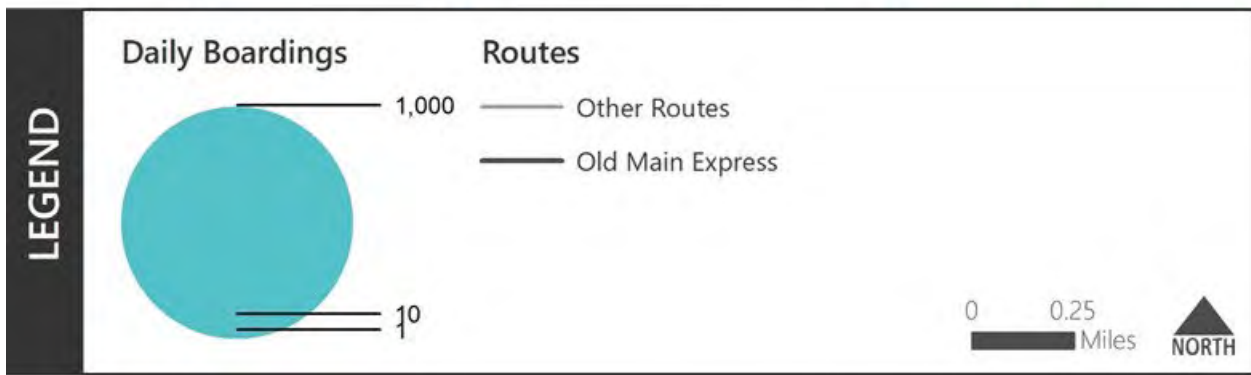 LEGEND
Daily Boardings
1,000
10
1
Routes
Other Routes
Old Main Express
0 0.25
Miles
NORTH